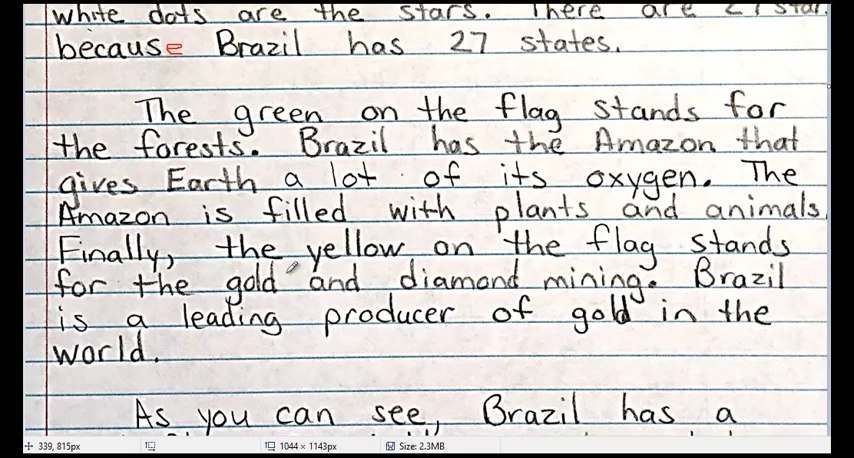 white dots are the stars. There are 27 star
because Brazil has 27 states.
The green on the flag stands for
the forests. Brazil has the Amazon that
gives Earth a lot of its oxygen. The
Amazon is filled with plants and animals.
Finally, the yellow on the flag stands
for the gold and diamond mining. Brazil
is a leading producer of gold in the
world.
As you can see, Brazil has a
339, 815px 1044 × 1143px Size: 2.3MB